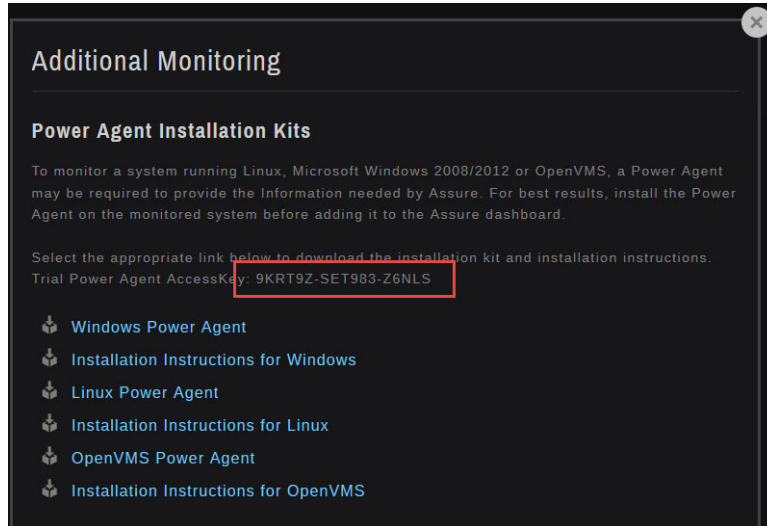 Additional Monitoring
Power Agent Installation Kits
To monitor a system running Linux, Microsoft Windows 2008/2012 or OpenVMS, a Power Agent
may be required to provide the Information needed by Assure. For best results, install the Power
Agent on the monitored system before adding it to the Assure dashboard.
Select the appropriate link below to download the installation kit and installation instructions.
Trial Power Agent AccessKey: 9KRT9Z-SET983-Z6NLS
Windows Power Agent
Installation Instructions for Windows
Linux Power Agent
Installation Instructions for Linux
OpenVMS Power Agent
Installation Instructions for OpenVMS